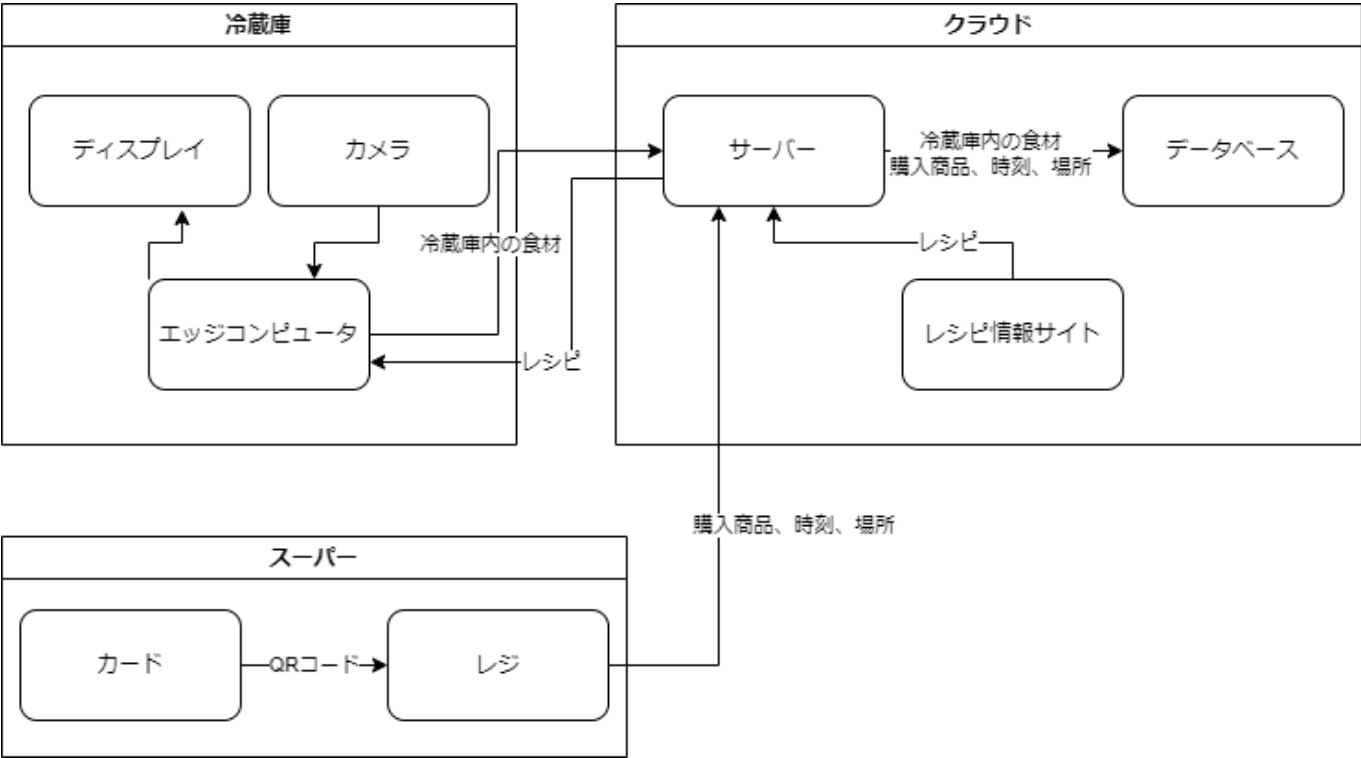 冷蔵庫
クラウド
ディスプレイ
カメラ
サーバー
冷蔵庫内の食材
購入商品、時刻、場所
データベース
冷蔵庫内の食材
レシピ
エッジコンピュータ
レシピ
レシピ情報サイト
購入商品、時刻、場所
スーパー
カード
QRコード
レジ